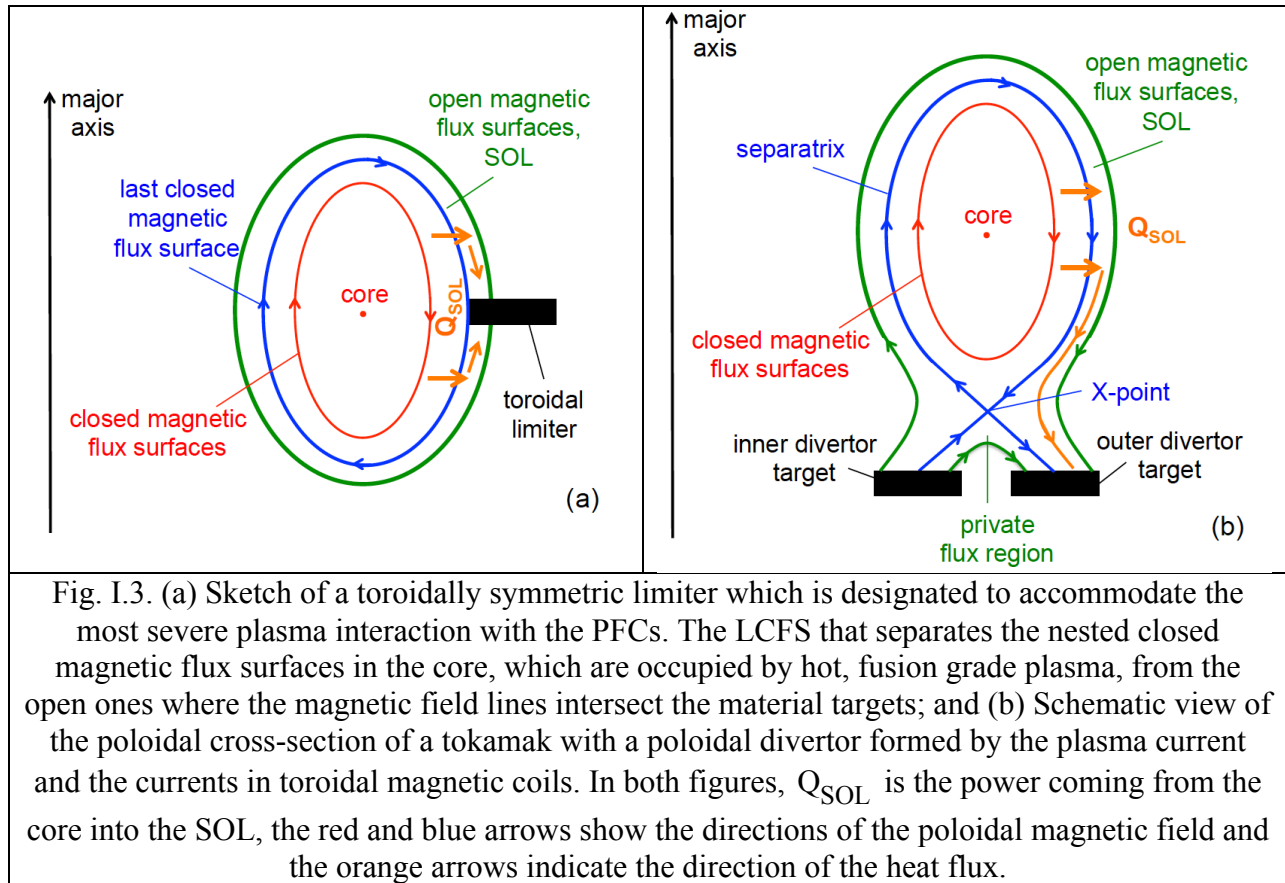 major
axis
open magnetic
flux surfaces,
SOL
last closed
magnetic
flux surface
core
Q_SOL
closed magnetic
flux surfaces
toroidal
limiter
(a)
major
axis
open magnetic
flux surfaces,
SOL
separatrix
core
Q_SOL
closed magnetic
flux surfaces
X-point
inner divertor
target
outer divertor
target
private
flux region
(b)
Fig. I.3. (a) Sketch of a toroidally symmetric limiter which is designated to accommodate the
most severe plasma interaction with the PFCs. The LCFS that separates the nested closed
magnetic flux surfaces in the core, which are occupied by hot, fusion grade plasma, from the
open ones where the magnetic field lines intersect the material targets; and (b) Schematic view of
the poloidal cross-section of a tokamak with a poloidal divertor formed by the plasma current
and the currents in toroidal magnetic coils. In both figures, Q_SOL is the power coming from the
core into the SOL, the red and blue arrows show the directions of the poloidal magnetic field and
the orange arrows indicate the direction of the heat flux.